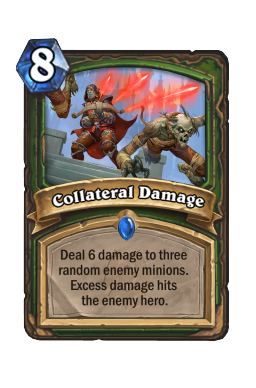 8
Collateral Damage
Deal 6 damage to three
random enemy minions.
Excess damage hits
the enemy hero.